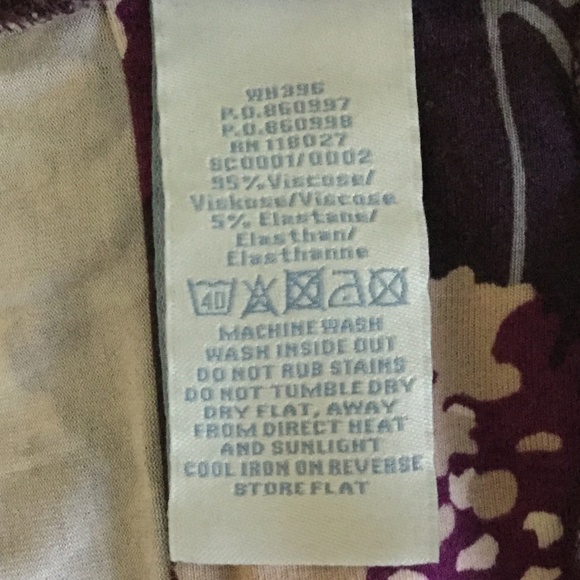 WH396
P.O.860997
P.O.860998
RN 118027
SC0001/0002
95% Viscose/
Viskose/Viscose
5% Elastane/
Elasthan/
Elasthanne
40
MACHINE WASH
WASH INSIDE OUT
DO NOT RUB STAINS
DO NOT TUMBLE DRY
DRY FLAT, AWAY
FROM DIRECT HEAT
AND SUNLIGHT
COOL IRON ON REVERSE
STORE FLAT